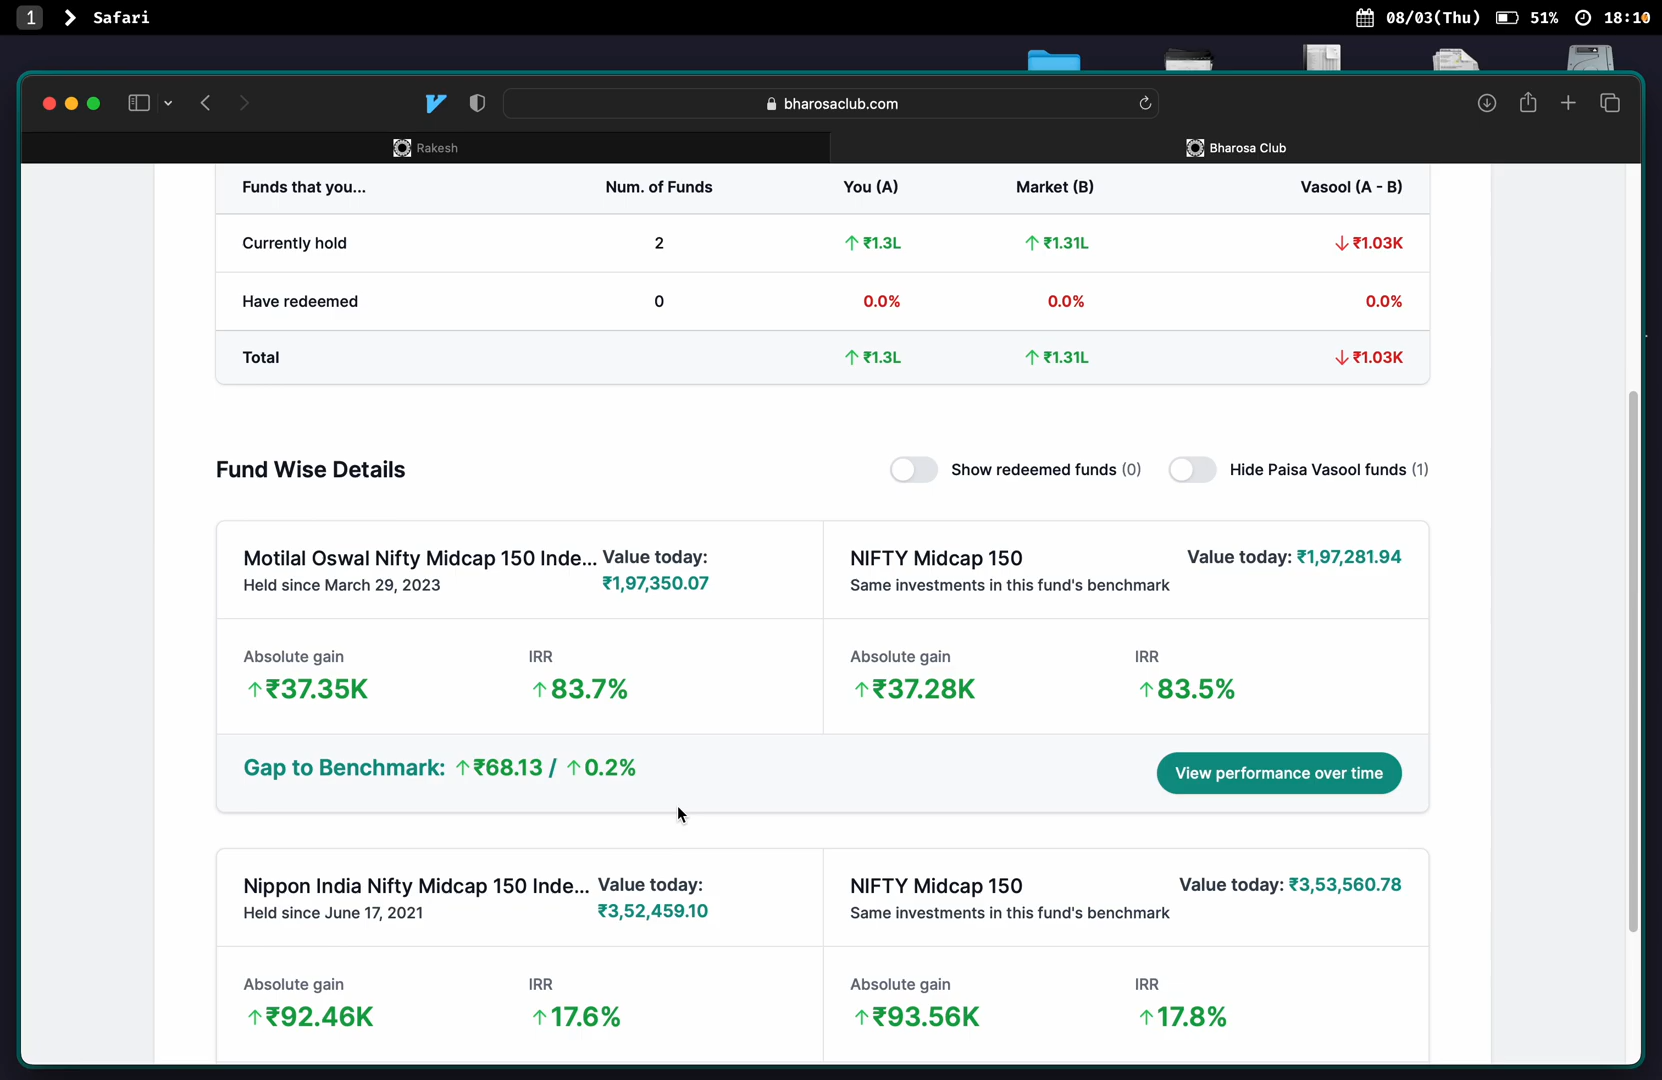 1 Safari 08/03(Thu) 51% 18:10
bharosaclub.com
Rakesh Bharosa Club
Funds that you... Num. of Funds You (A) Market (B) Vasool (A - B)
Currently hold 2 ↑ ₹1.3L ↑ ₹1.31L ↓ ₹1.03K
Have redeemed 0 0.0% 0.0% 0.0%
Total ↑ ₹1.3L ↑ ₹1.31L ↓ ₹1.03K
Fund Wise Details Show redeemed funds (0) Hide Paisa Vasool funds (1)
Motilal Oswal Nifty Midcap 150 Inde... Value today: NIFTY Midcap 150 Value today: ₹1,97,281.94
Held since March 29, 2023 ₹1,97,350.07 Same investments in this fund's benchmark
Absolute gain IRR Absolute gain IRR
↑₹37.35K ↑83.7% ↑₹37.28K ↑83.5%
Gap to Benchmark: ↑₹68.13 / ↑0.2% View performance over time
Nippon India Nifty Midcap 150 Inde... Value today: NIFTY Midcap 150 Value today: ₹3,53,560.78
Held since June 17, 2021 ₹3,52,459.10 Same investments in this fund's benchmark
Absolute gain IRR Absolute gain IRR
↑₹92.46K ↑17.6% ↑₹93.56K ↑17.8%